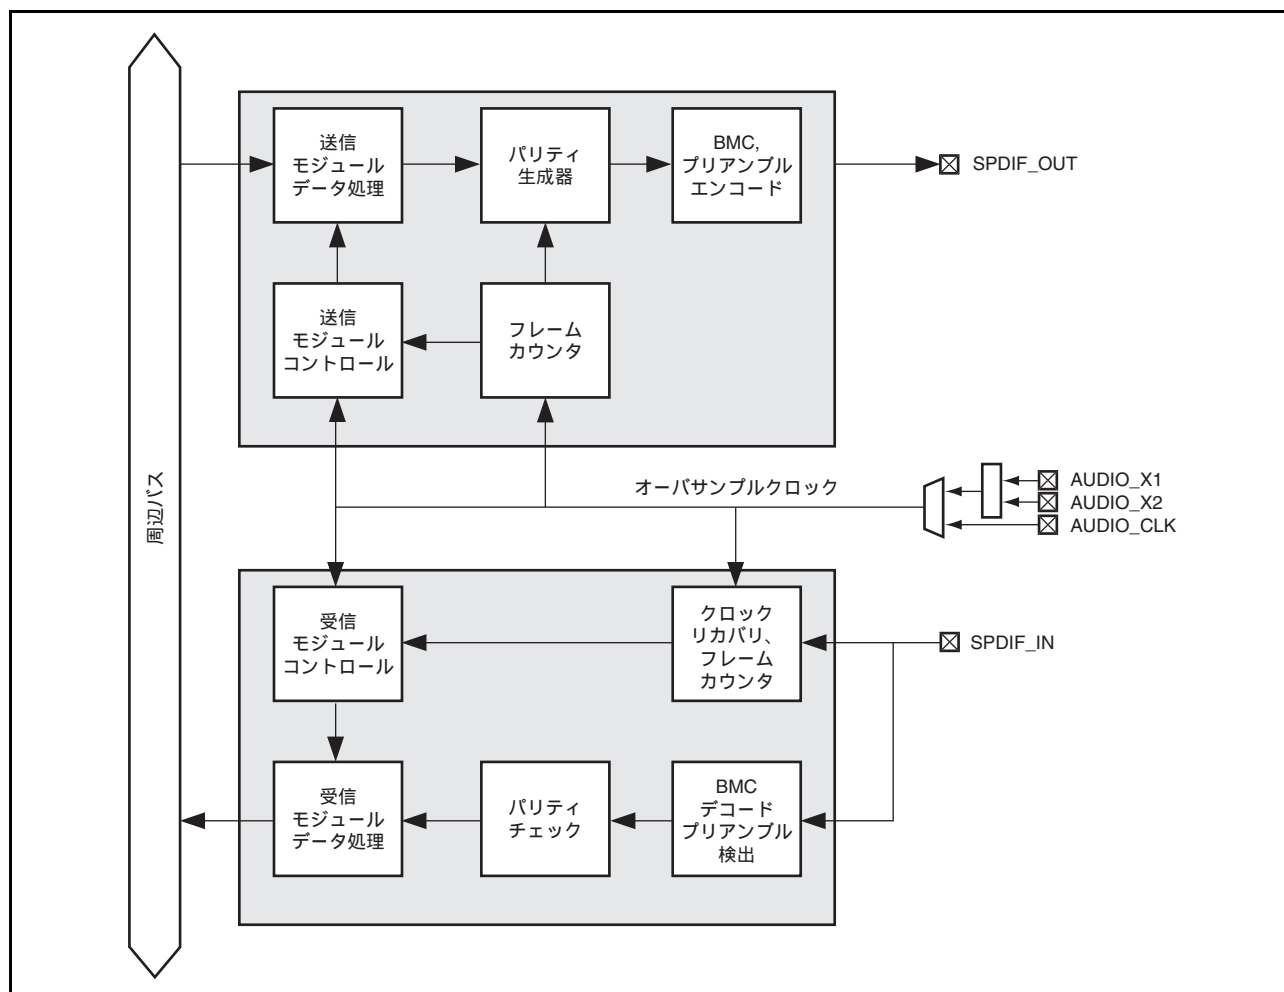 送信
モジュール
データ処理
パリティ
生成器
BMC,
プリアンブル
エンコード
SPDIF_OUT
送信
モジュール
コントロール
フレーム
カウンタ
周辺バス
オーバサンプルクロック
AUDIO_X1
AUDIO_X2
AUDIO_CLK
受信
モジュール
コントロール
クロック
リカバリ、
フレーム
カウンタ
SPDIF_IN
受信
モジュール
データ処理
パリティ
チェック
BMC
デコード
プリアンブル
検出